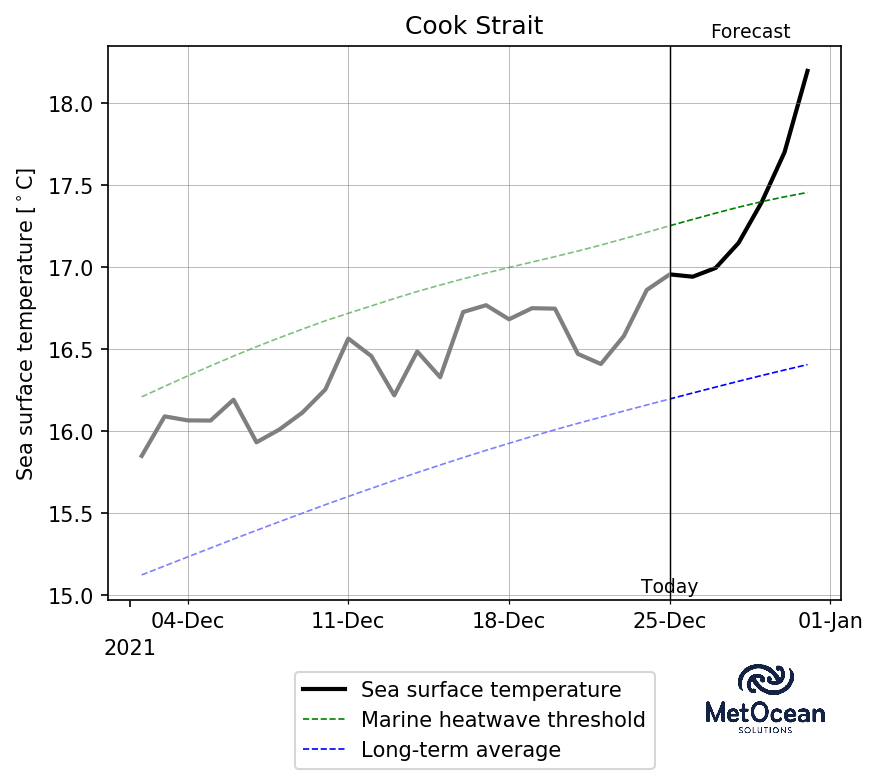 Cook Strait
Forecast
Sea surface temperature [°C]
18.0
17.5
17.0
16.5
16.0
15.5
15.0
Today
04-Dec 11-Dec 18-Dec 25-Dec 01-Jan
2021
Sea surface temperature
Marine heatwave threshold
Long-term average
MetOcean
SOLUTIONS